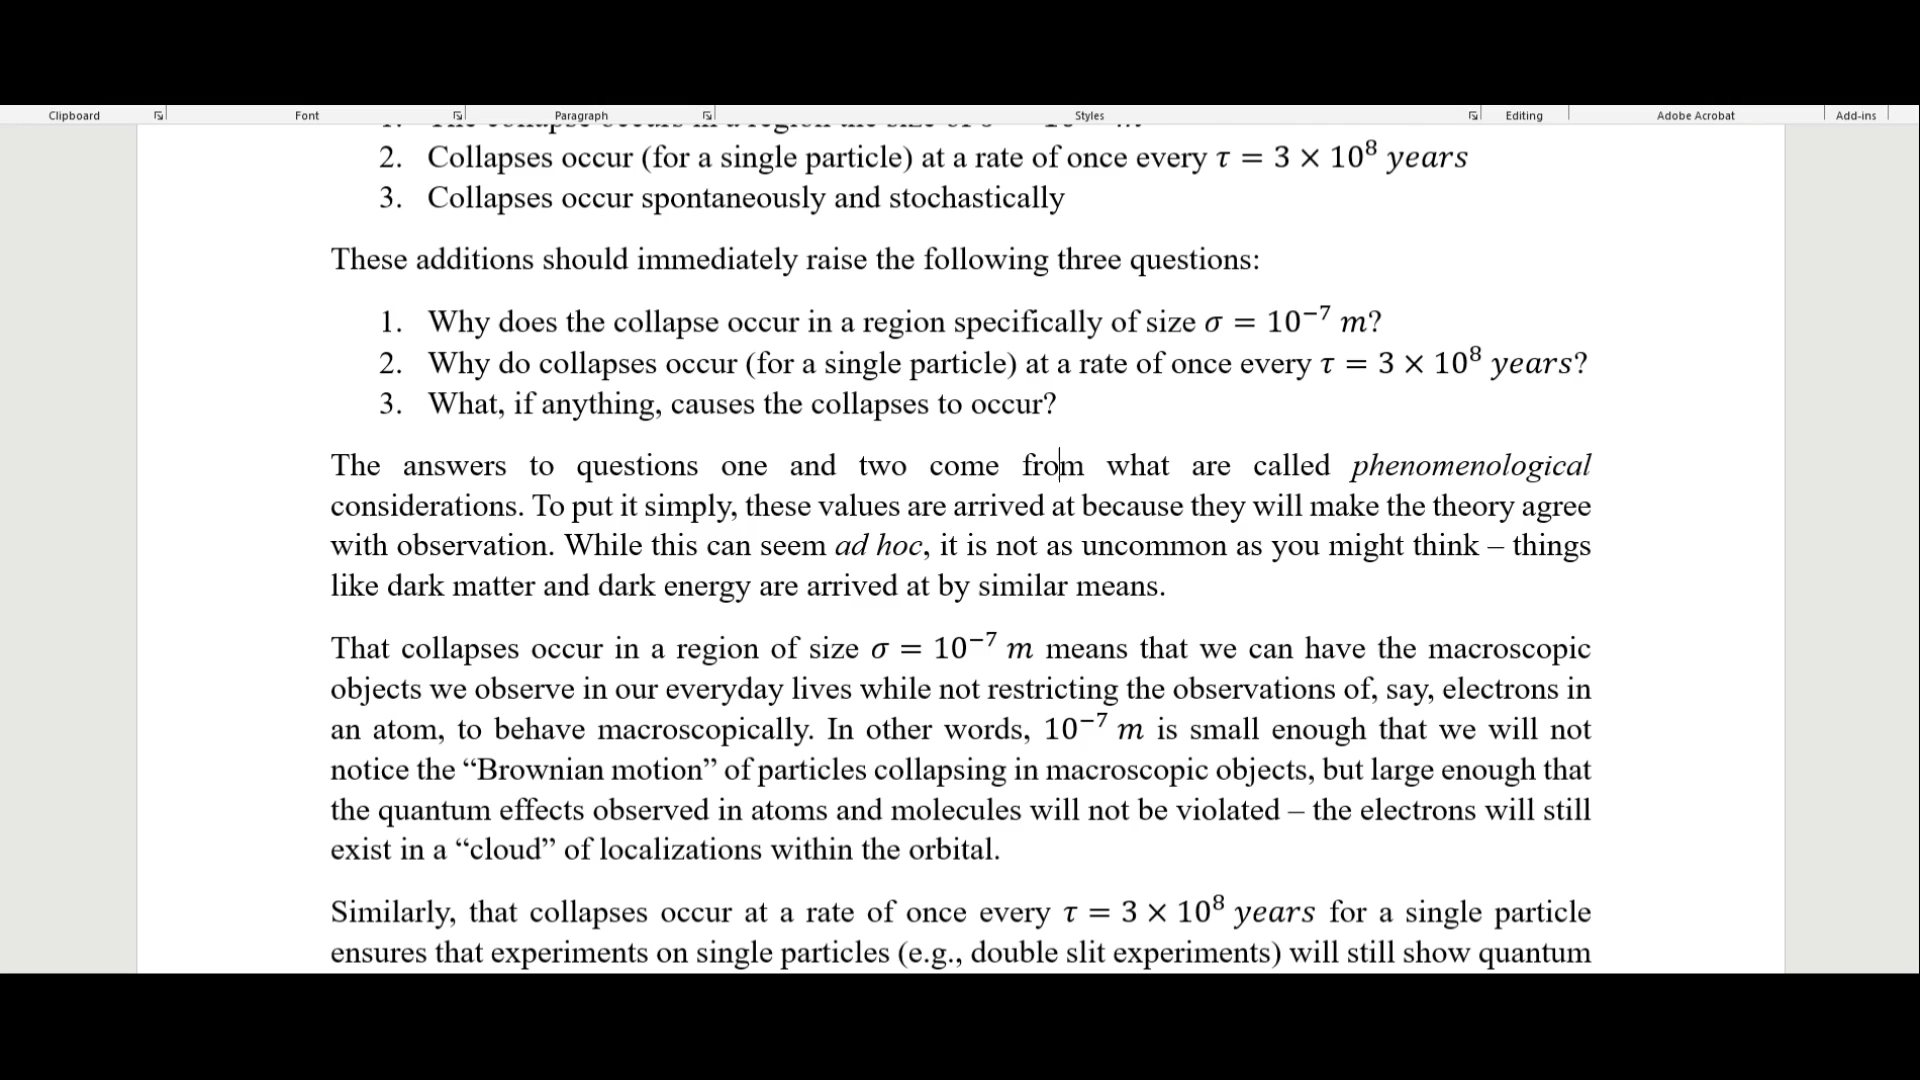 Clipboard Font Paragraph Styles Editing Adobe Acrobat Add-ins
2. Collapses occur (for a single particle) at a rate of once every τ = 3 × 10⁸ years
3. Collapses occur spontaneously and stochastically
These additions should immediately raise the following three questions:
1. Why does the collapse occur in a region specifically of size σ = 10⁻⁷ m?
2. Why do collapses occur (for a single particle) at a rate of once every τ = 3 × 10⁸ years?
3. What, if anything, causes the collapses to occur?
The answers to questions one and two come from what are called phenomenological
considerations. To put it simply, these values are arrived at because they will make the theory agree
with observation. While this can seem ad hoc, it is not as uncommon as you might think – things
like dark matter and dark energy are arrived at by similar means.
That collapses occur in a region of size σ = 10⁻⁷ m means that we can have the macroscopic
objects we observe in our everyday lives while not restricting the observations of, say, electrons in
an atom, to behave macroscopically. In other words, 10⁻⁷ m is small enough that we will not
notice the “Brownian motion” of particles collapsing in macroscopic objects, but large enough that
the quantum effects observed in atoms and molecules will not be violated – the electrons will still
exist in a “cloud” of localizations within the orbital.
Similarly, that collapses occur at a rate of once every τ = 3 × 10⁸ years for a single particle
ensures that experiments on single particles (e.g., double slit experiments) will still show quantum